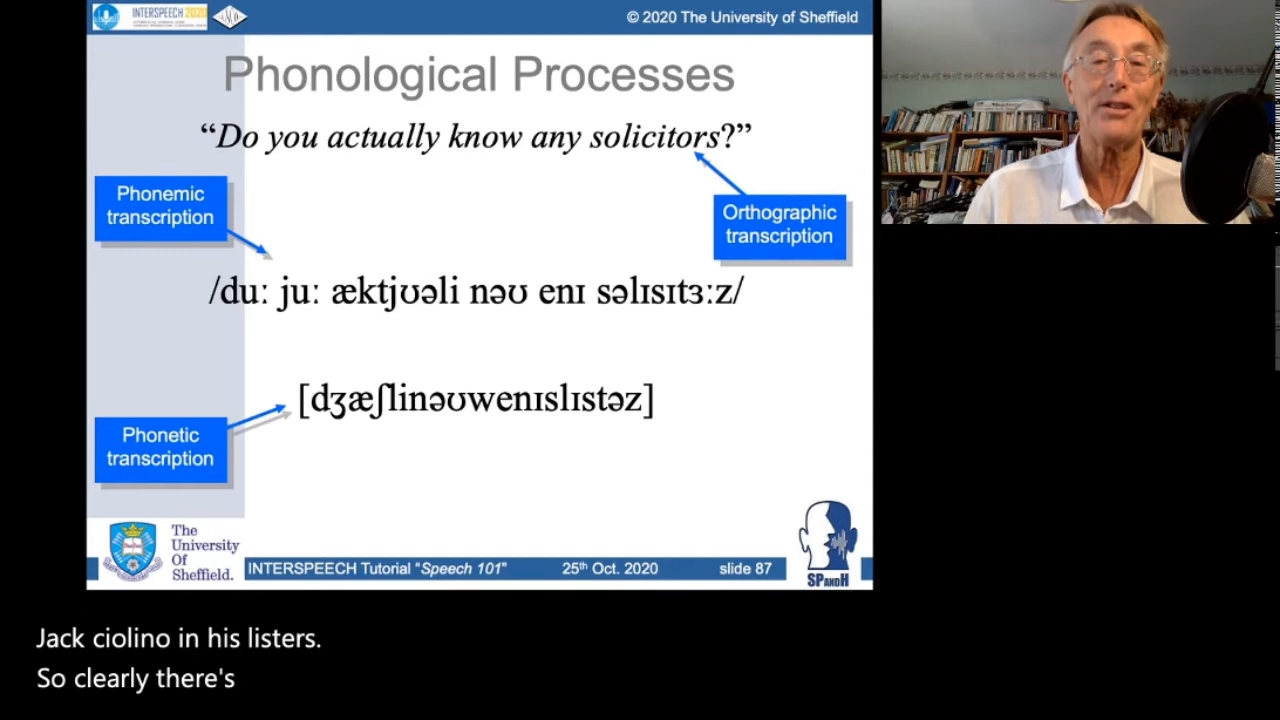 INTERSPEECH 2020
© 2020 The University of Sheffield
Phonological Processes
“Do you actually know any solicitors?”
Phonemic
transcription
Orthographic
transcription
/duː juː æktjʊəli nəʊ enɪ səlɪsɪtɜːz/
[dʒæʃlinəʊwenɪslɪstəz]
Phonetic
transcription
The
University
Of
Sheffield.
INTERSPEECH Tutorial “Speech 101” 25th Oct. 2020 slide 87
SPANDH
Jack ciolino in his listers.
So clearly there's